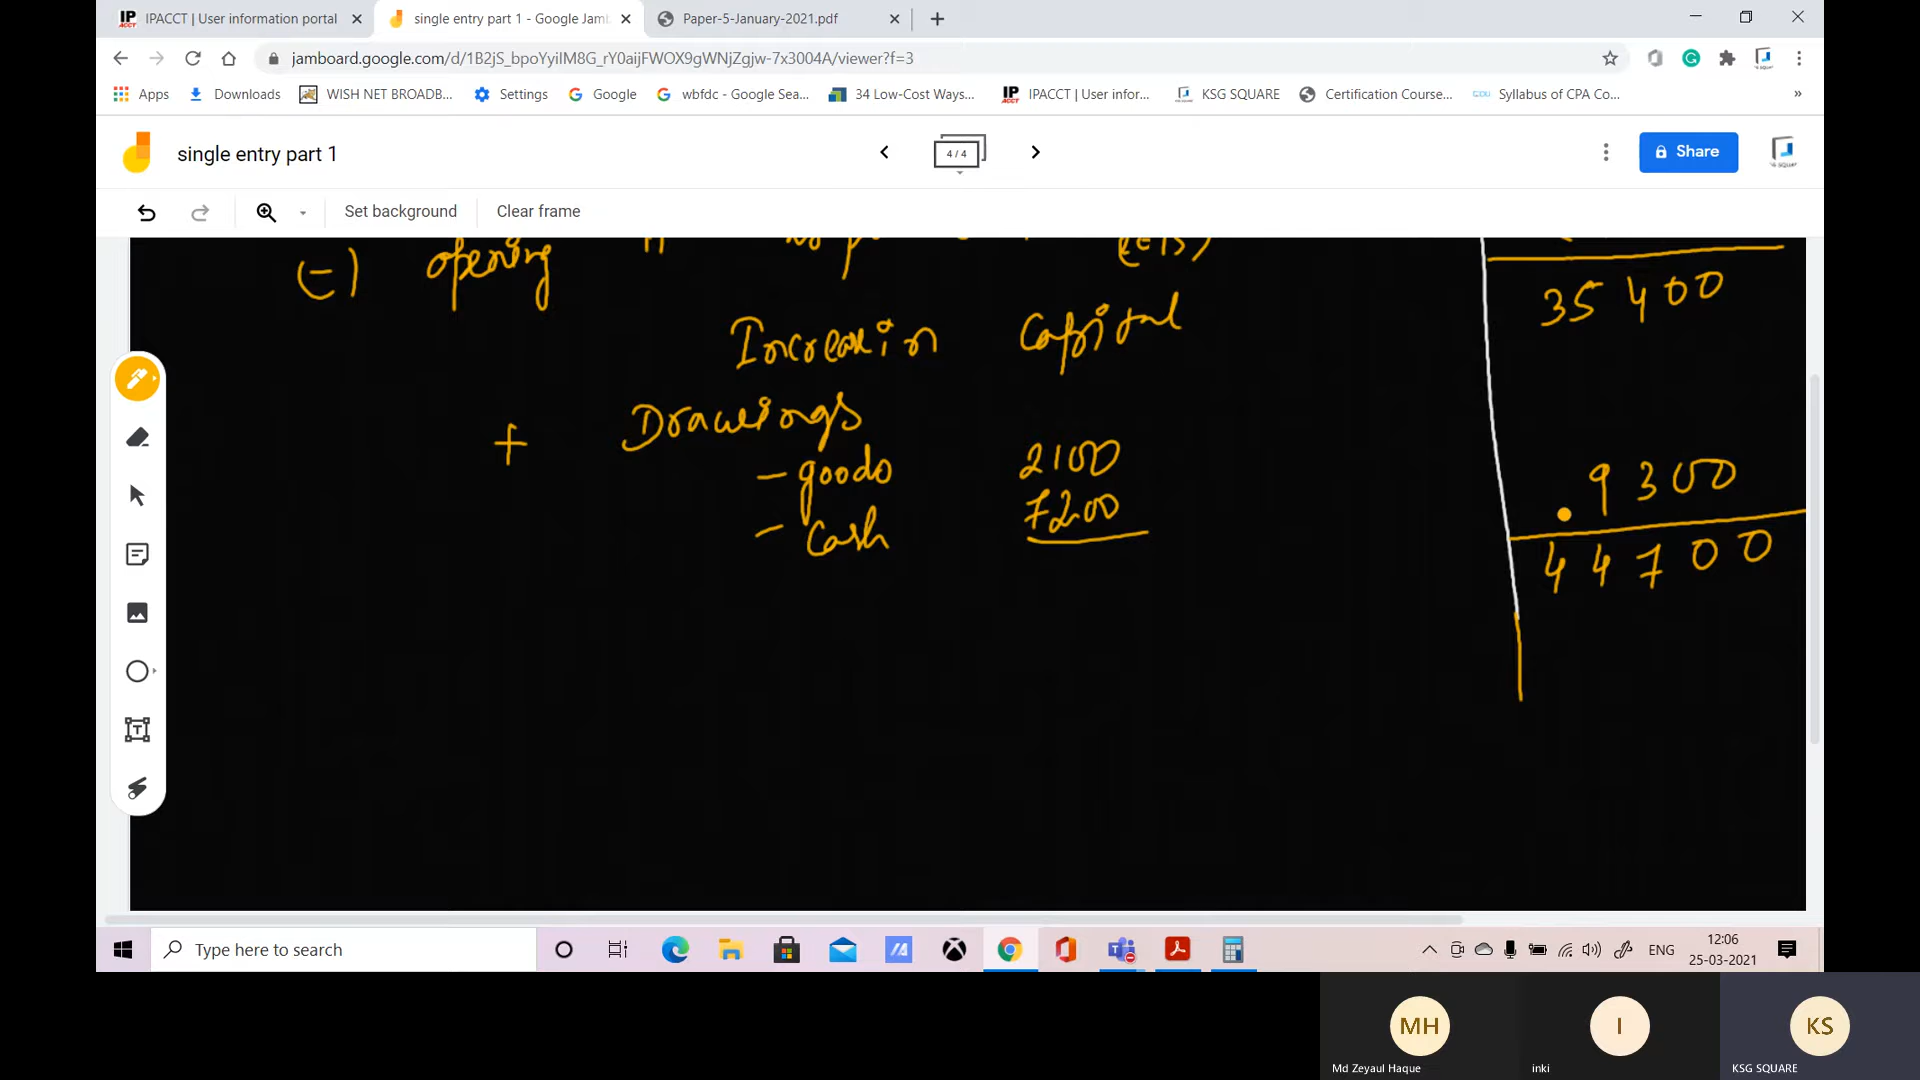 IPACCT | User information portal
single entry part 1 - Google Jam
Paper-5-January-2021.pdf
jamboard.google.com/d/1B2jS_bpoYyilM8G_rY0aijFWOX9gWNjZgjw-7x3004A/viewer?f=3
Apps
Downloads
WISH NET BROADB...
Settings
Google
wbfdc - Google Sea...
34 Low-Cost Ways...
IPACCT | User infor...
KSG SQUARE
Certification Course...
Syllabus of CPA Co...
»
single entry part 1
4 / 4
Share
Set background
Clear frame
(-) opening
35 400
Increase in Capital
+ Drawings
- goods 2100
9300
- Cash 7200
44700
Type here to search
ENG
12:06
25-03-2021
MH
I
KS
Md Zeyaul Haque
inki
KSG SQUARE